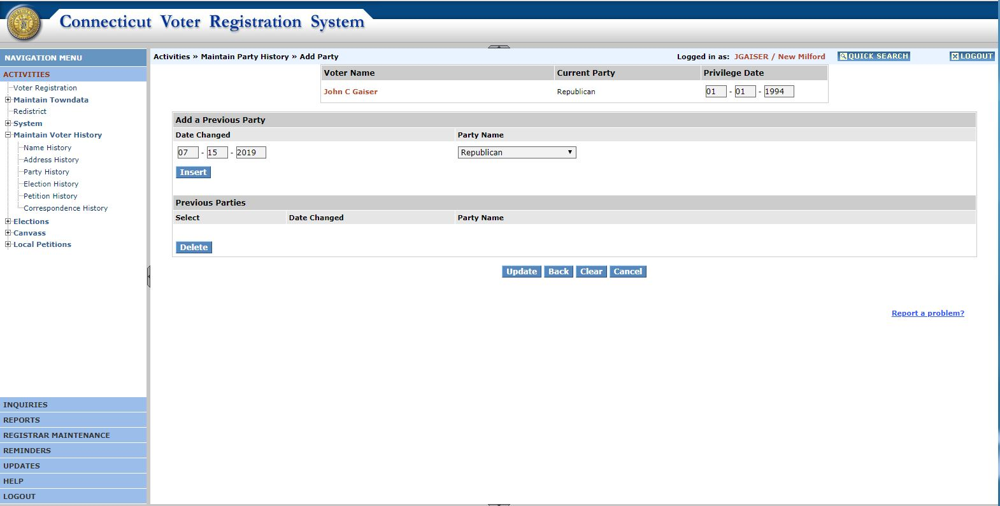 Connecticut Voter Registration System
NAVIGATION MENU
ACTIVITIES
Voter Registration
Maintain Towndata
Redistrict
System
Maintain Voter History
Name History
Address History
Party History
Election History
Petition History
Correspondence History
Elections
Canvass
Local Petitions
INQUIRIES
REPORTS
REGISTRAR MAINTENANCE
REMINDERS
UPDATES
HELP
LOGOUT
Activities » Maintain Party History » Add Party Logged in as: JGAISER / New Milford QUICK SEARCH LOGOUT
Voter Name Current Party Privilege Date
John C Gaiser Republican 01 - 01 - 1994
Add a Previous Party
Date Changed Party Name
07 - 15 - 2019 Republican
Insert
Previous Parties
Select Date Changed Party Name
Delete
Update Back Clear Cancel
Report a problem?